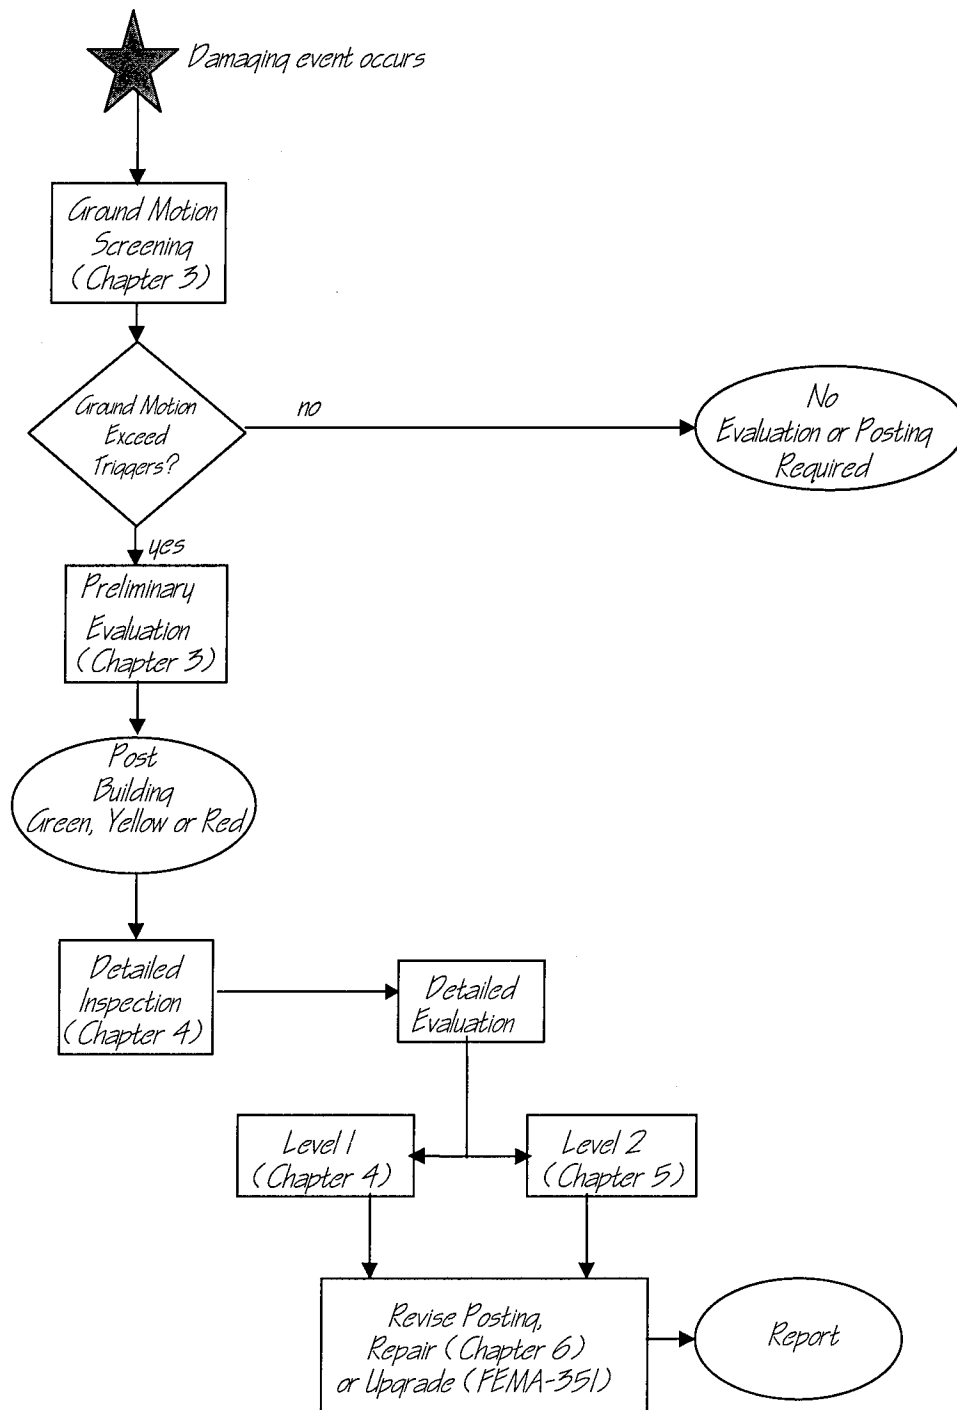 Damaging event occurs
Ground Motion
Screening
(Chapter 3)
Ground Motion
Exceed
Triggers?
no
No
Evaluation or Posting
Required
yes
Preliminary
Evaluation
(Chapter 3)
Post
Building
Green, Yellow or Red
Detailed
Inspection
(Chapter 4)
Detailed
Evaluation
Level 1
(Chapter 4)
Level 2
(Chapter 5)
Revise Posting,
Repair (Chapter 6)
or Upgrade (FEMA-351)
Report